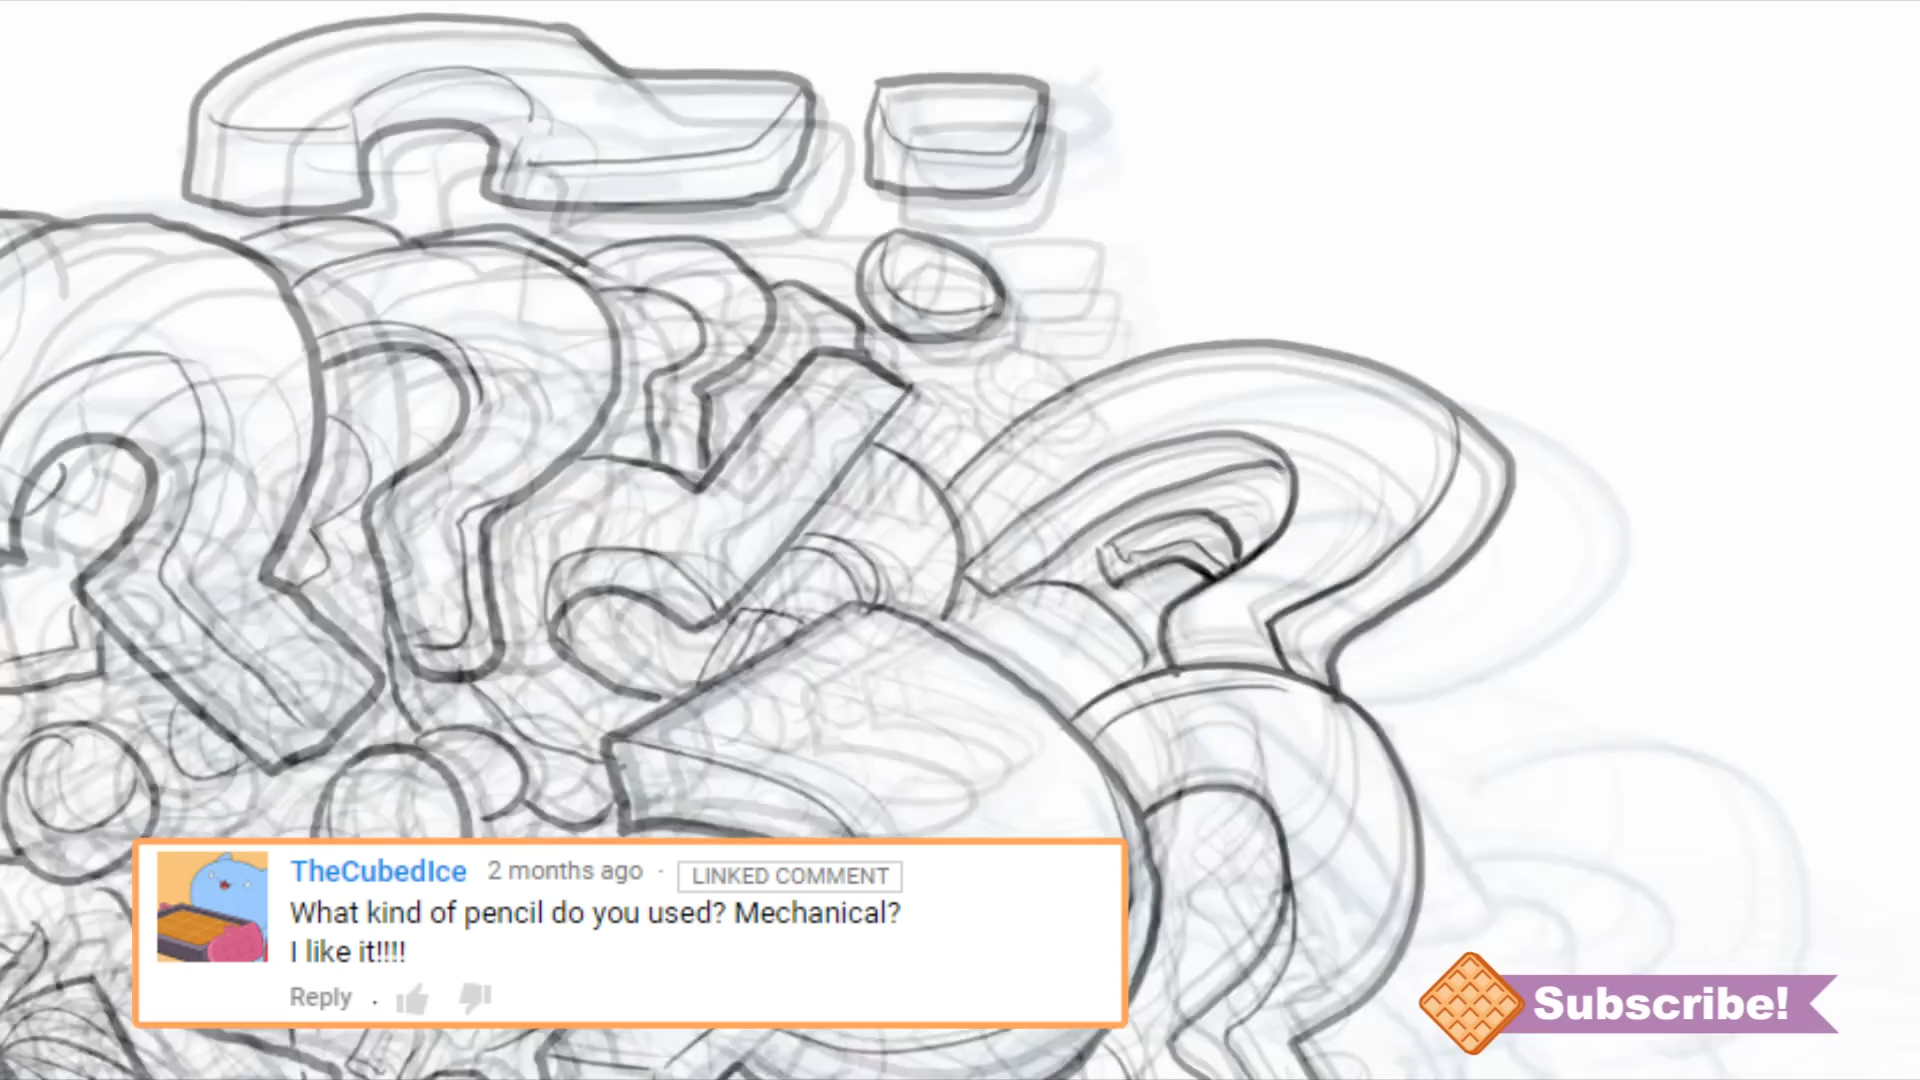 TheCubedIce 2 months ago · LINKED COMMENT
What kind of pencil do you used? Mechanical?
I like it!!!!
Reply ·
Subscribe!